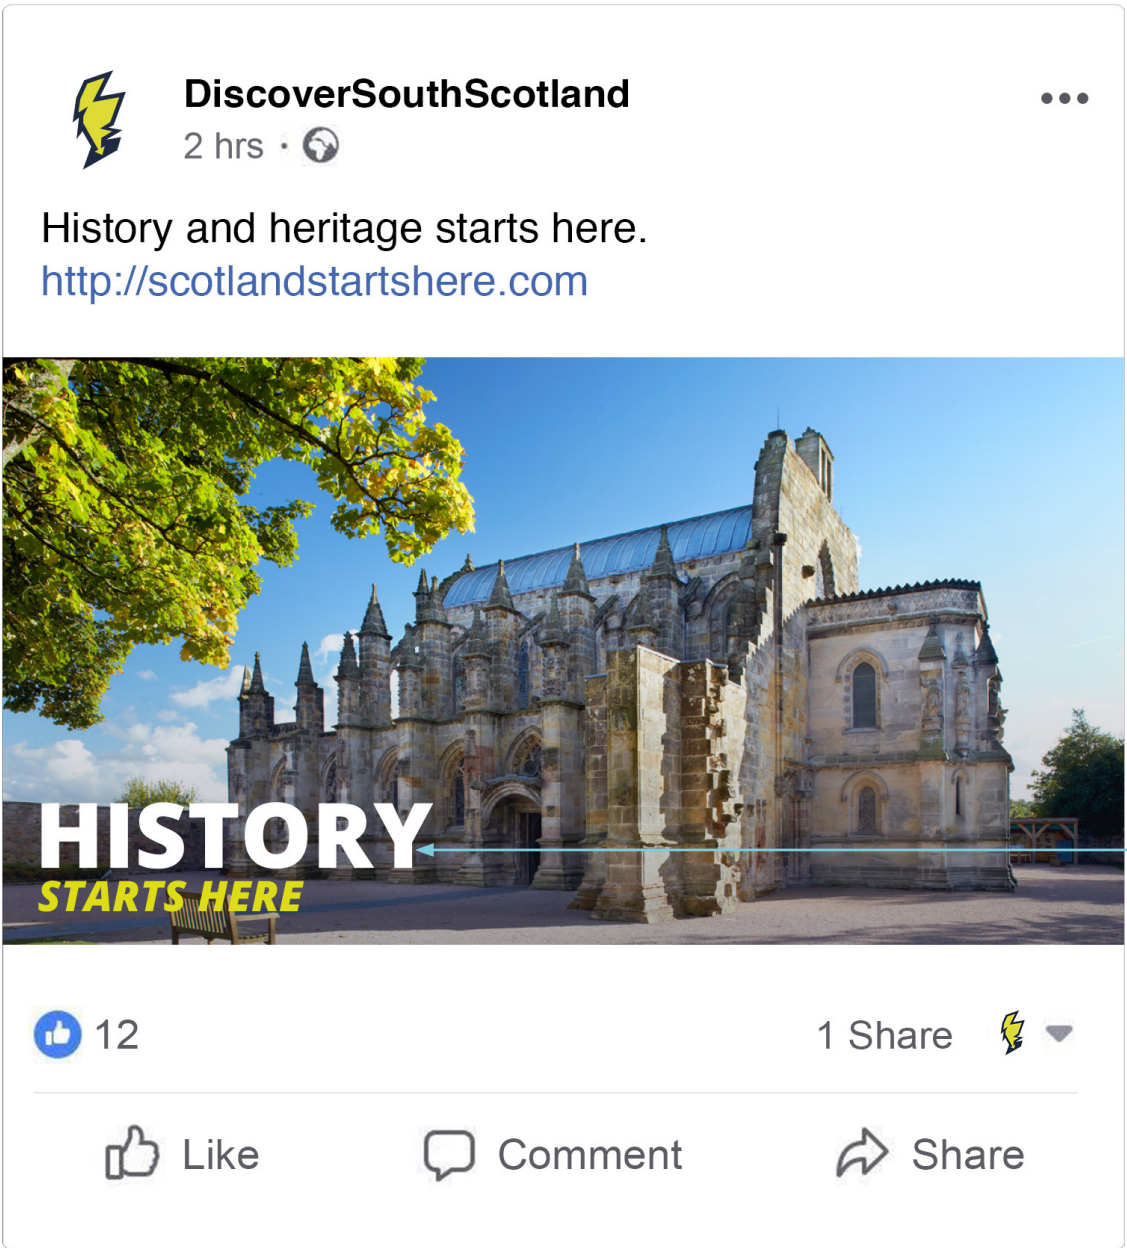 DiscoverSouthScotland
2 hrs ·
History and heritage starts here.
http://scotlandstartshere.com
HISTORY
STARTS HERE
12
1 Share
Like
Comment
Share